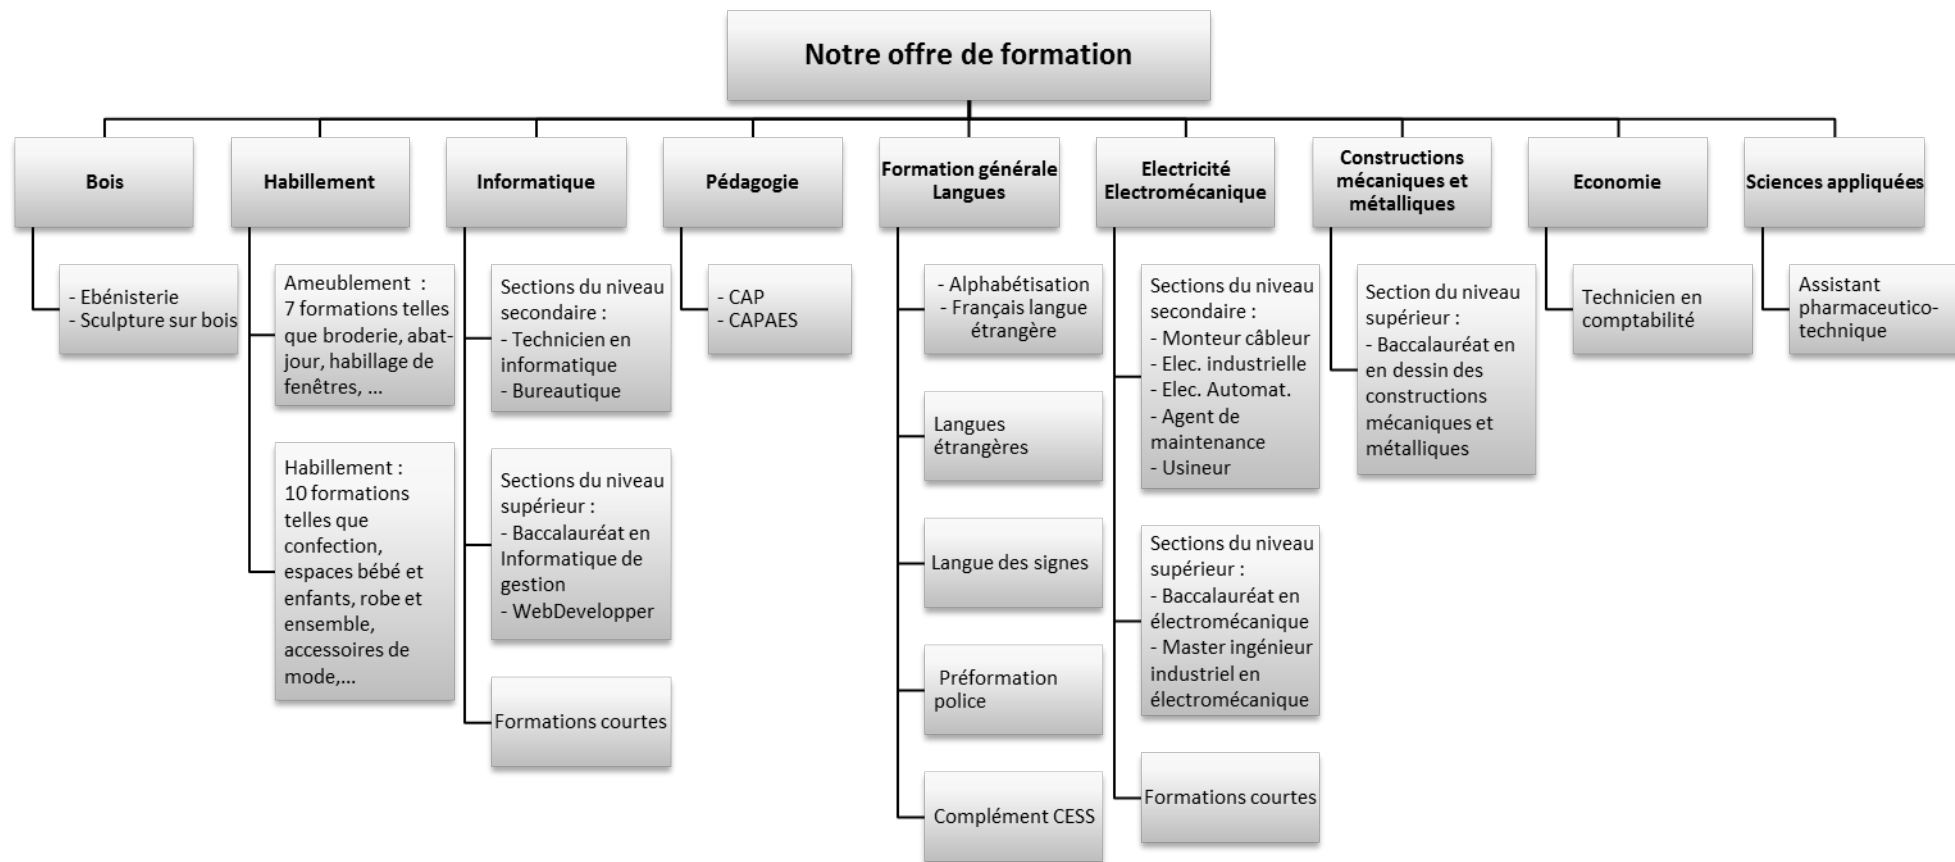 Notre offre de formation
Bois
- Ebénisterie
- Sculpture sur bois
Habillement
Ameublement :
7 formations telles
que broderie, abat-
jour, habillage de
fenêtres, ...
Habillement :
10 formations
telles que
confection,
espaces bébé et
enfants, robe et
ensemble,
accessoires de
mode,...
Informatique
Sections du niveau
secondaire :
- Technicien en
informatique
- Bureautique
Sections du niveau
supérieur :
- Baccalauréat en
Informatique de
gestion
- WebDevelopper
Formations courtes
Pédagogie
- CAP
- CAPAES
Formation générale
Langues
- Alphabétisation
- Français langue
étrangère
Langues
étrangères
Langue des signes
Préformation
police
Complément CESS
Electricité
Electromécanique
Sections du niveau
secondaire :
- Monteur câbleur
- Elec. industrielle
- Elec. Automat.
- Agent de
maintenance
- Usineur
Sections du niveau
supérieur :
- Baccalauréat en
électromécanique
- Master ingénieur
industriel en
électromécanique
Formations courtes
Constructions
mécaniques et
métalliques
Section du niveau
supérieur :
- Baccalauréat en
en dessin des
constructions
mécaniques et
métalliques
Economie
Technicien en
comptabilité
Sciences appliquées
Assistant
pharmaceutico-
technique